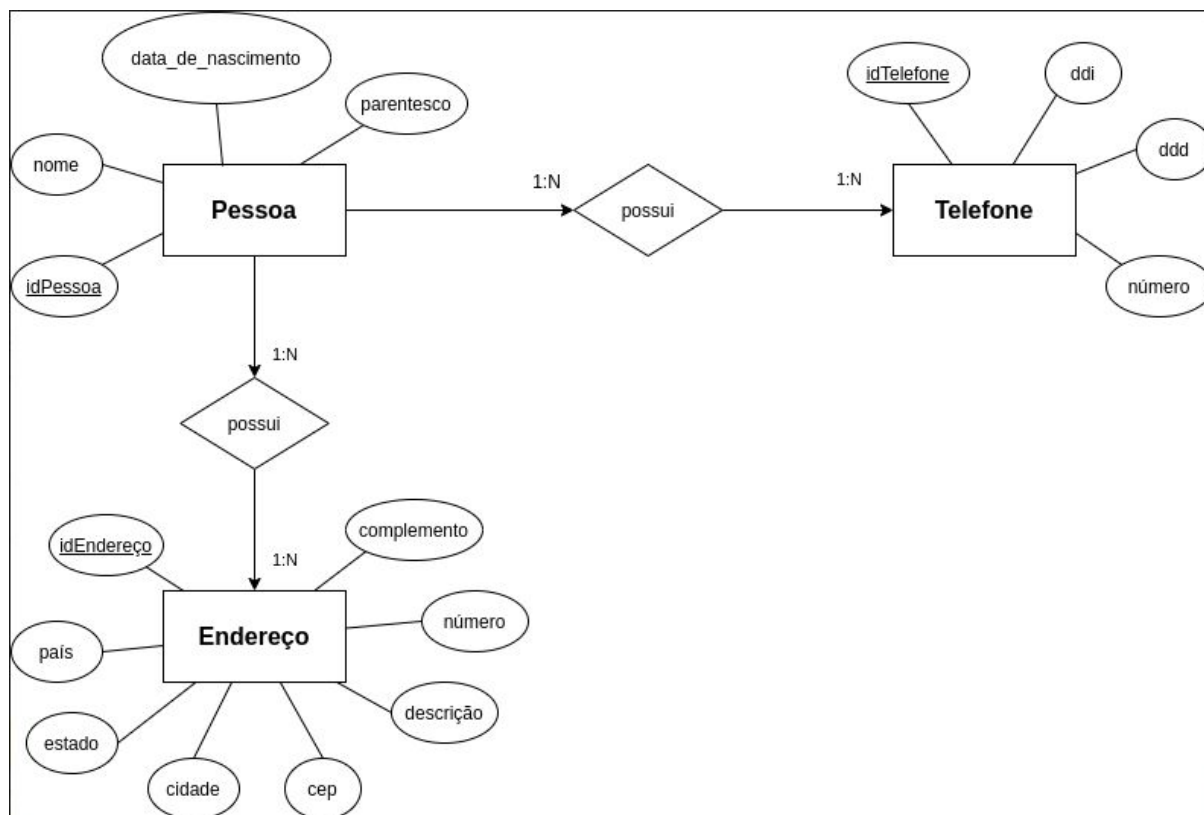 data_de_nascimento
parentesco
nome
Pessoa
idPessoa
1:N
possui
1:N
idTelefone
ddi
ddd
Telefone
número
1:N
possui
1:N
idEndereço
complemento
Endereço
número
país
descrição
estado
cidade
cep